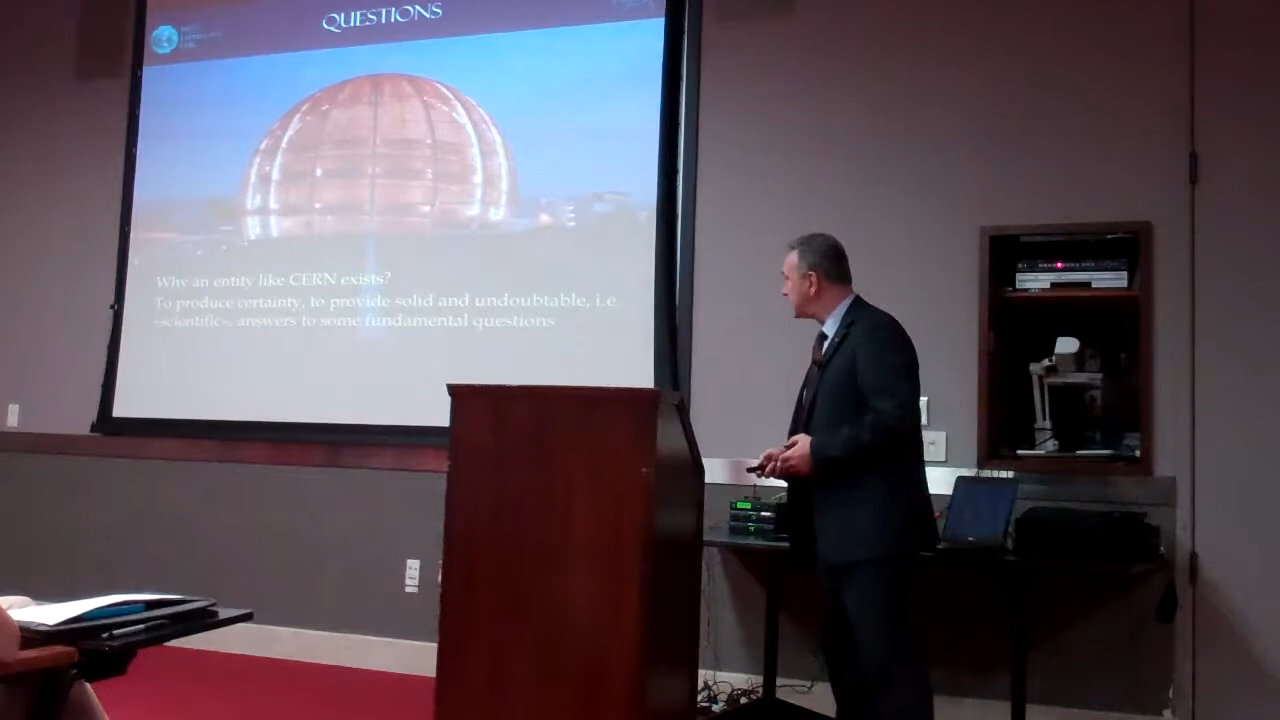 QUESTIONS
Why an entity like CERN exists?
To produce certainty, to provide solid and undoubtable, i.e
«scientific», answers to some fundamental questions